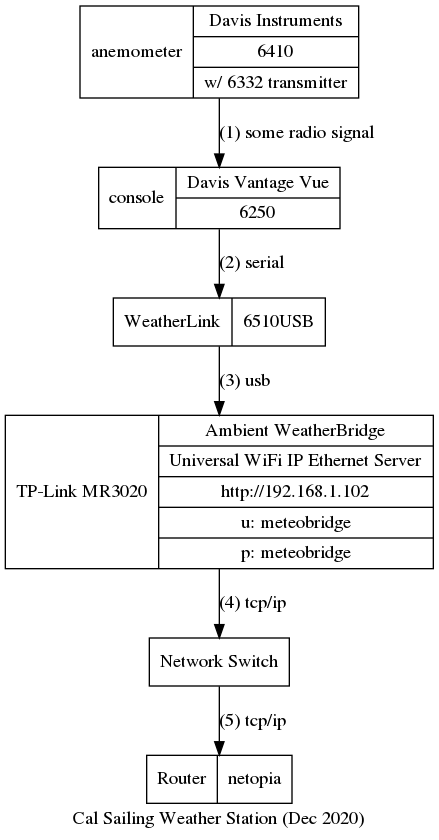 anemometer
Davis Instruments
6410
w/ 6332 transmitter
(1) some radio signal
console
Davis Vantage Vue
6250
(2) serial
WeatherLink
6510USB
(3) usb
TP-Link MR3020
Ambient WeatherBridge
Universal WiFi IP Ethernet Server
http://192.168.1.102
u: meteobridge
p: meteobridge
(4) tcp/ip
Network Switch
(5) tcp/ip
Router
netopia
Cal Sailing Weather Station (Dec 2020)